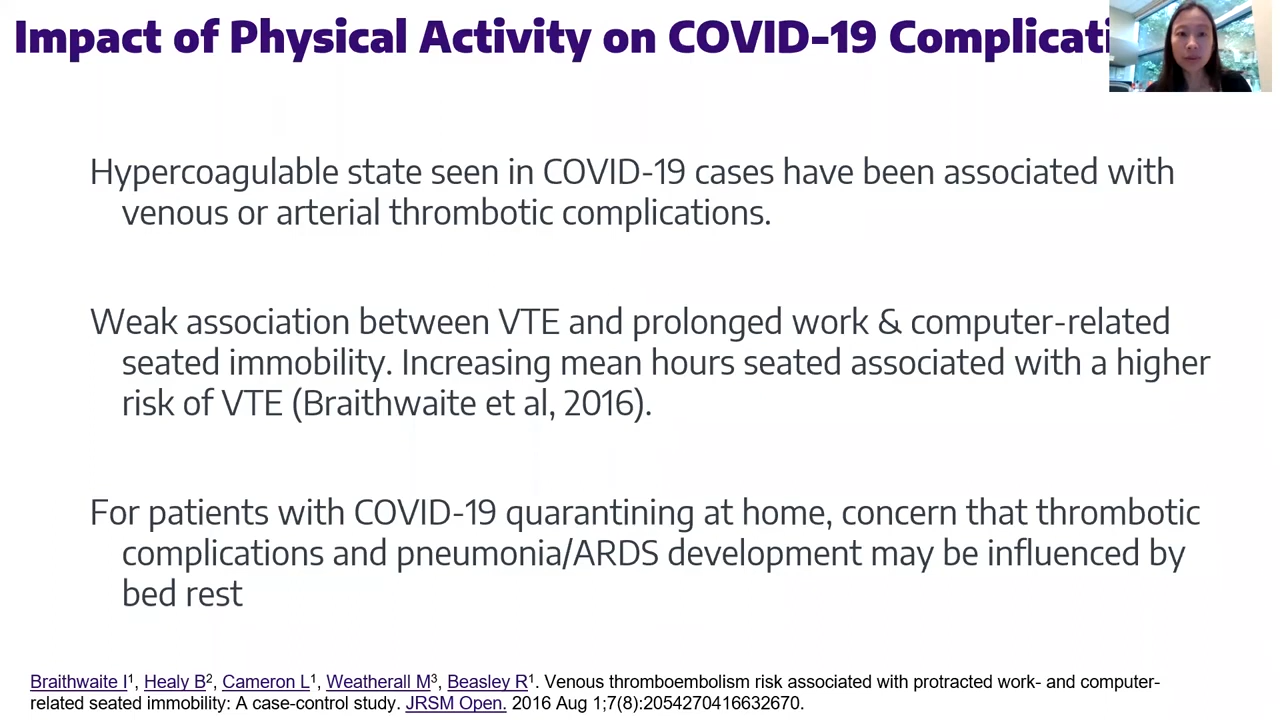 Impact of Physical Activity on COVID-19
Hypercoagulable state seen in COVID-19 cases have been associated with
venous or arterial thrombotic complications.
Weak association between VTE and prolonged work & computer-related
seated immobility. Increasing mean hours seated associated with a higher
risk of VTE (Braithwaite et al, 2016).
For patients with COVID-19 quarantining at home, concern that thrombotic
complications and pneumonia/ARDS development may be influenced by
bed rest
Braithwaite I¹, Healy B², Cameron L¹, Weatherall M³, Beasley R¹. Venous thromboembolism risk associated with protracted work- and computer-
related seated immobility: A case-control study. JRSM Open. 2016 Aug 1;7(8):2054270416632670.